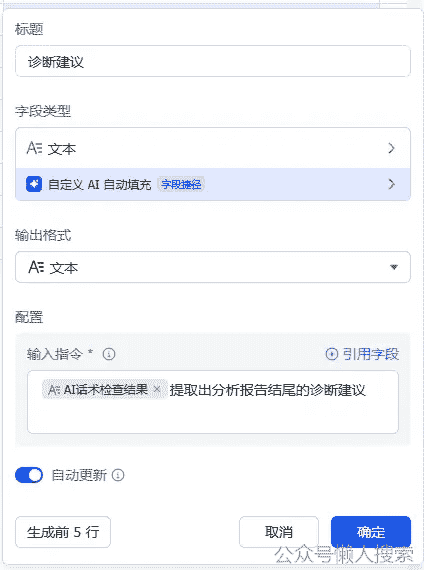 标题
诊断建议
字段类型
文本
自定义 AI 自动填充 字段捷径
输出格式
文本
配置
输入指令 * 引用字段
AI话术检查结果 × 提取出分析报告结尾的诊断建议
自动更新
生成前 5 行 取消 确定
公众号懒人搜索